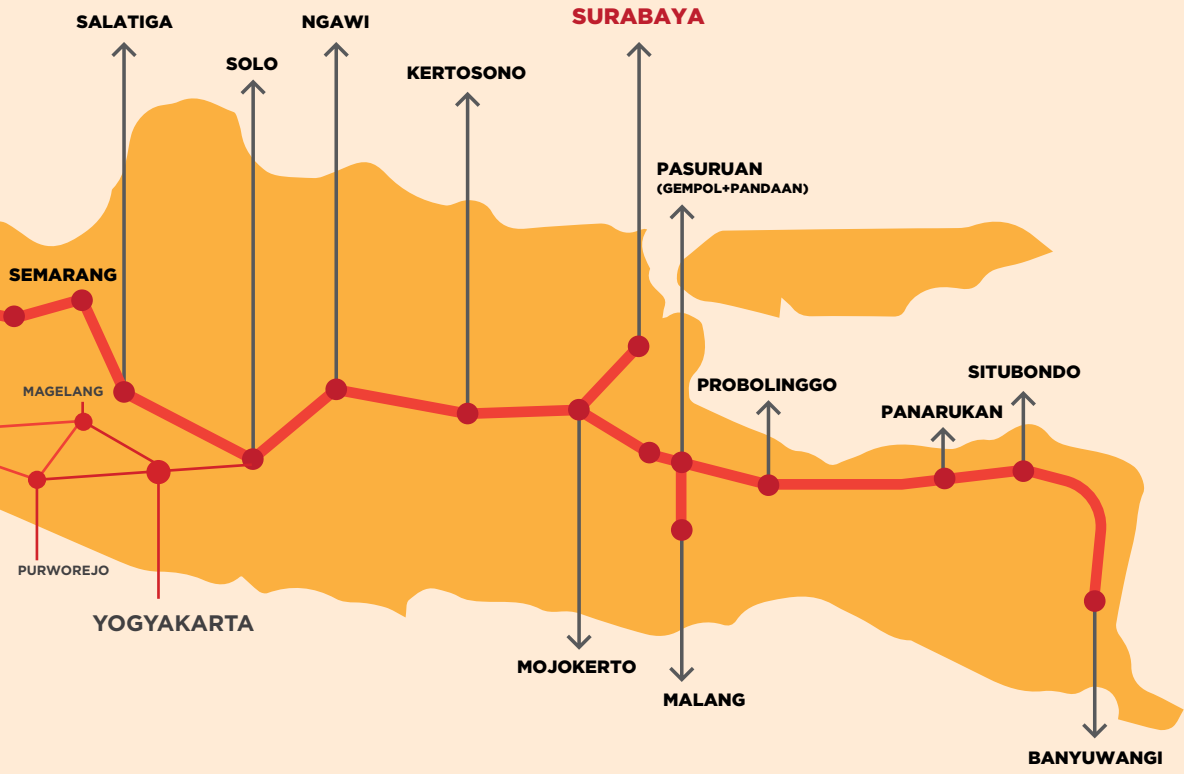 SALATIGA
NGAWI
SURABAYA
SOLO
KERTOSONO
PASURUAN
(GEMPOL+PANDAAN)
SEMARANG
SITUBONDO
PROBOLINGGO
MAGELANG
PANARUKAN
PURWOREJO
YOGYAKARTA
MOJOKERTO
MALANG
BANYUWANGI